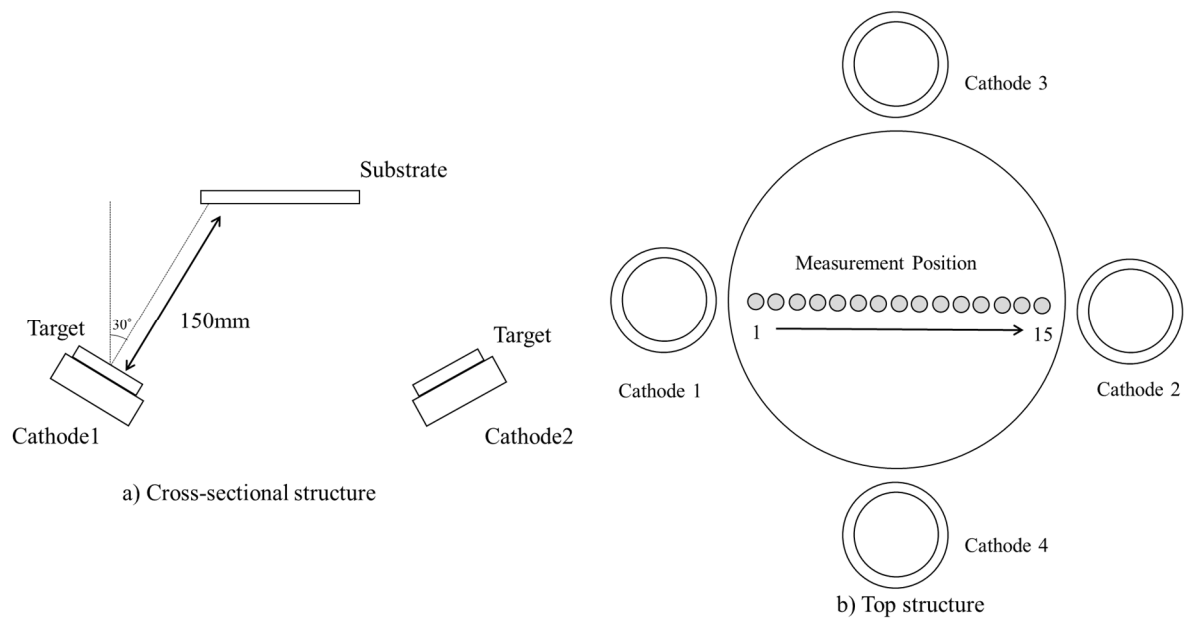 Substrate
30°
150mm
Target
Cathode1
Target
Cathode2
a) Cross-sectional structure
Cathode 3
Measurement Position
1
15
Cathode 1
Cathode 2
Cathode 4
b) Top structure